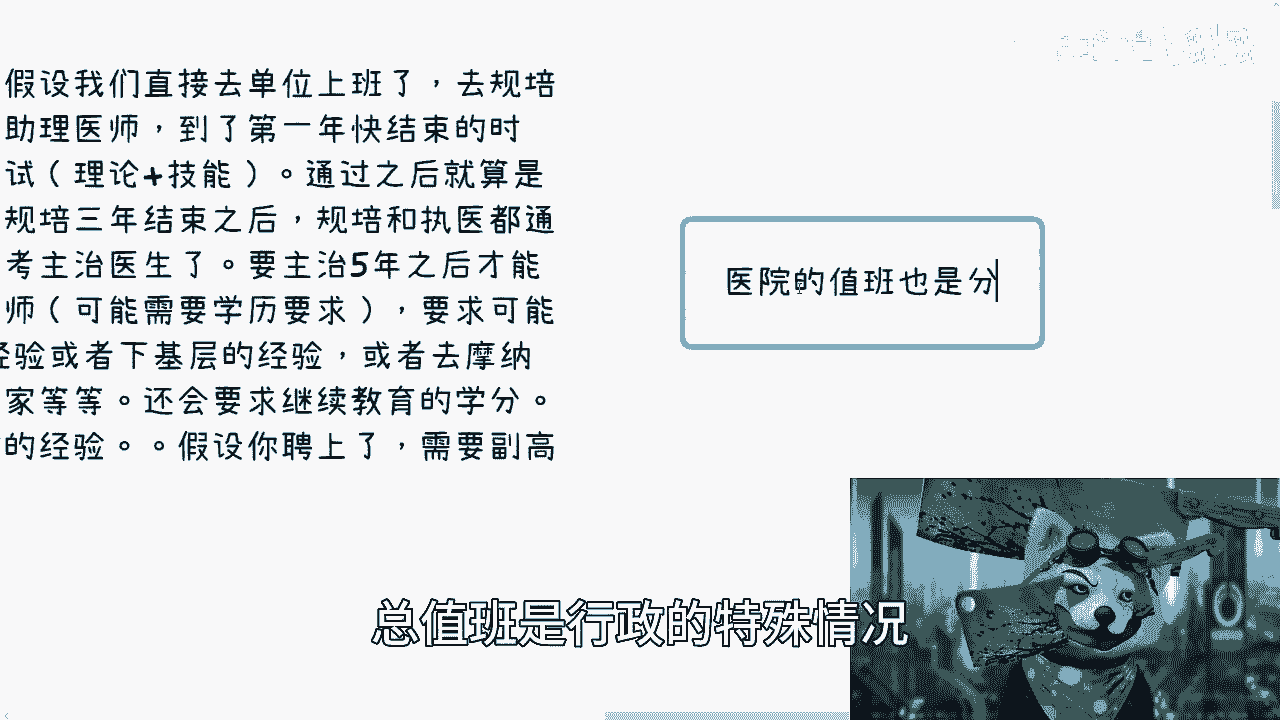 假设我们直接去单位上班了，去规培
助理医师，到了第一年快结束的时
试（理论+技能）。通过之后就算是
规培三年结束之后，规培和执医都通
考主治医生了。要主治5年之后才能
师（可能需要学历要求），要求可能
经验或者下基层的经验，或者去摩纳
家等等。还会要求继续教育的学分。
的经验。。假设你聘上了，需要副高
医院的值班也是分
总值班是行政的特殊情况